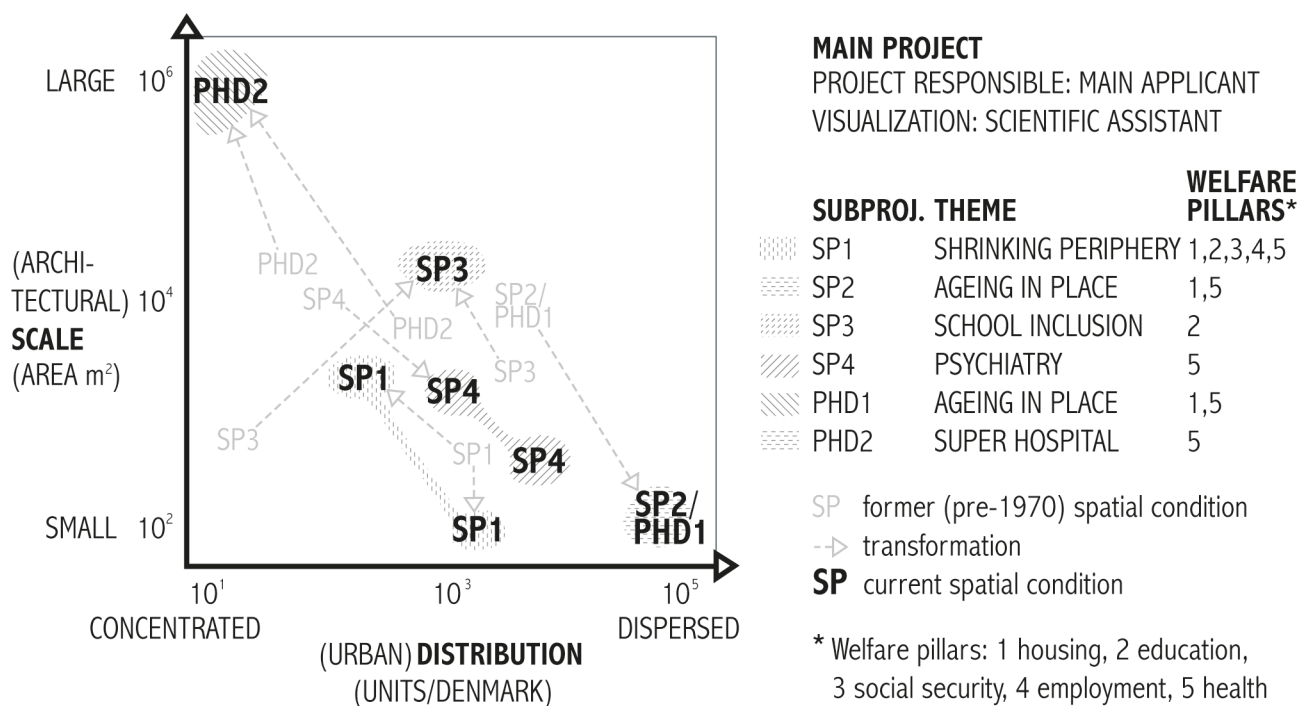 LARGE 10⁶
PHD2
PHD2
SP4
SP3
SP2/
PHD1
(ARCHI-
TECTURAL) 10⁴
SCALE
(AREA m²)
PHD2
SP3
SP1
SP4
SP3
SP1
SP4
SMALL 10²
SP1
SP2/
PHD1
10¹ 10³ 10⁵
CONCENTRATED DISPERSED
(URBAN) DISTRIBUTION
(UNITS/DENMARK)
MAIN PROJECT
PROJECT RESPONSIBLE: MAIN APPLICANT
VISUALIZATION: SCIENTIFIC ASSISTANT
WELFARE
SUBPROJ. THEME PILLARS*
SP1 SHRINKING PERIPHERY 1,2,3,4,5
SP2 AGEING IN PLACE 1,5
SP3 SCHOOL INCLUSION 2
SP4 PSYCHIATRY 5
PHD1 AGEING IN PLACE 1,5
PHD2 SUPER HOSPITAL 5
SP former (pre-1970) spatial condition
transformation
SP current spatial condition
* Welfare pillars: 1 housing, 2 education,
3 social security, 4 employment, 5 health